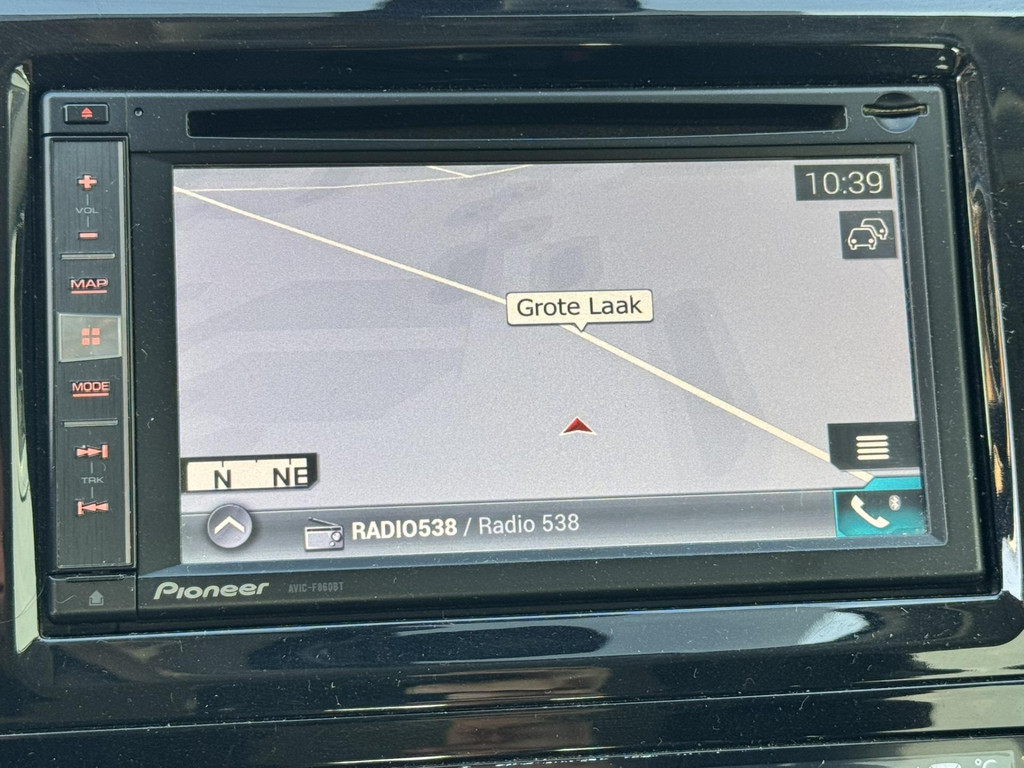 10:39
VOL
MAP
Grote Laak
MODE
TRK
N NE
RADIO538 / Radio 538
Pioneer AVIC-F860BT
°C